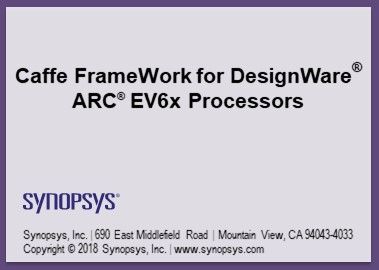 Caffe FrameWork for DesignWare®
ARC® EV6x Processors
SYNOPSYS®
Synopsys, Inc. | 690 East Middlefield Road | Mountain View, CA 94043-4033
Copyright © 2018 Synopsys, Inc. | www.synopsys.com